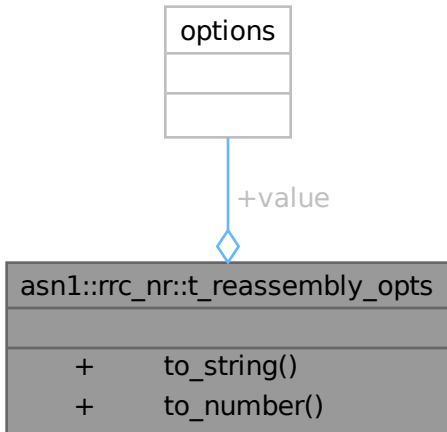 options
+value
asn1::rrc_nr::t_reassembly_opts
+ to_string()
+ to_number()